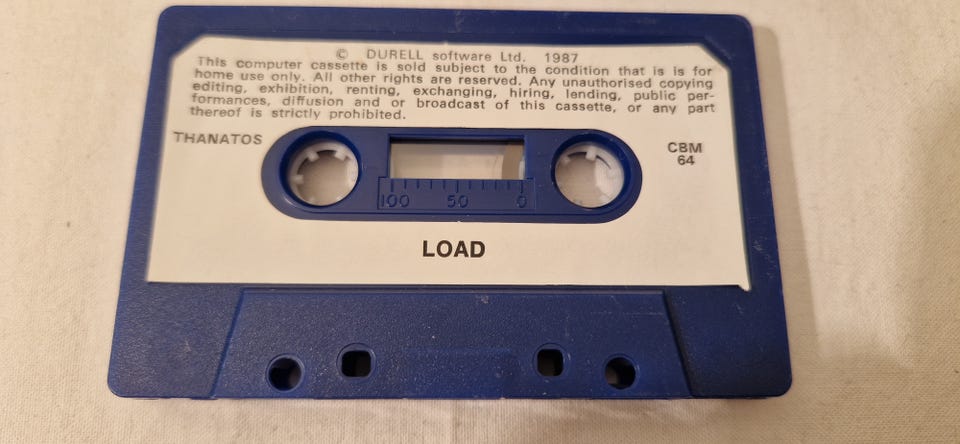 © DURELL software Ltd. 1987
This computer cassette is sold subject to the condition that is is for
home use only. All other rights are reserved. Any unauthorised copying
editing, exhibition, renting, exchanging, hiring, lending, public per-
formances, diffusion and or broadcast of this cassette, or any part
thereof is strictly prohibited.
THANATOS
CBM
64
100 50 0
LOAD